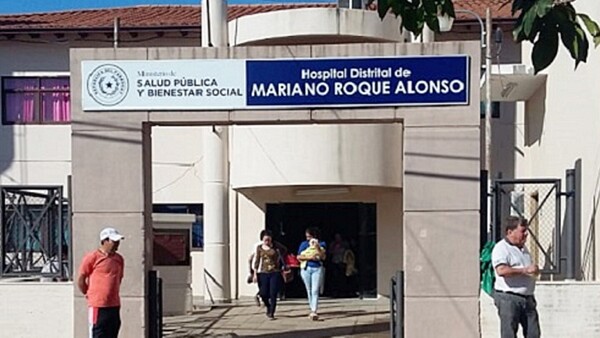 Ministerio de
SALUD PÚBLICA
Y BIENESTAR SOCIAL
Hospital Distrital de
MARIANO ROQUE ALONSO